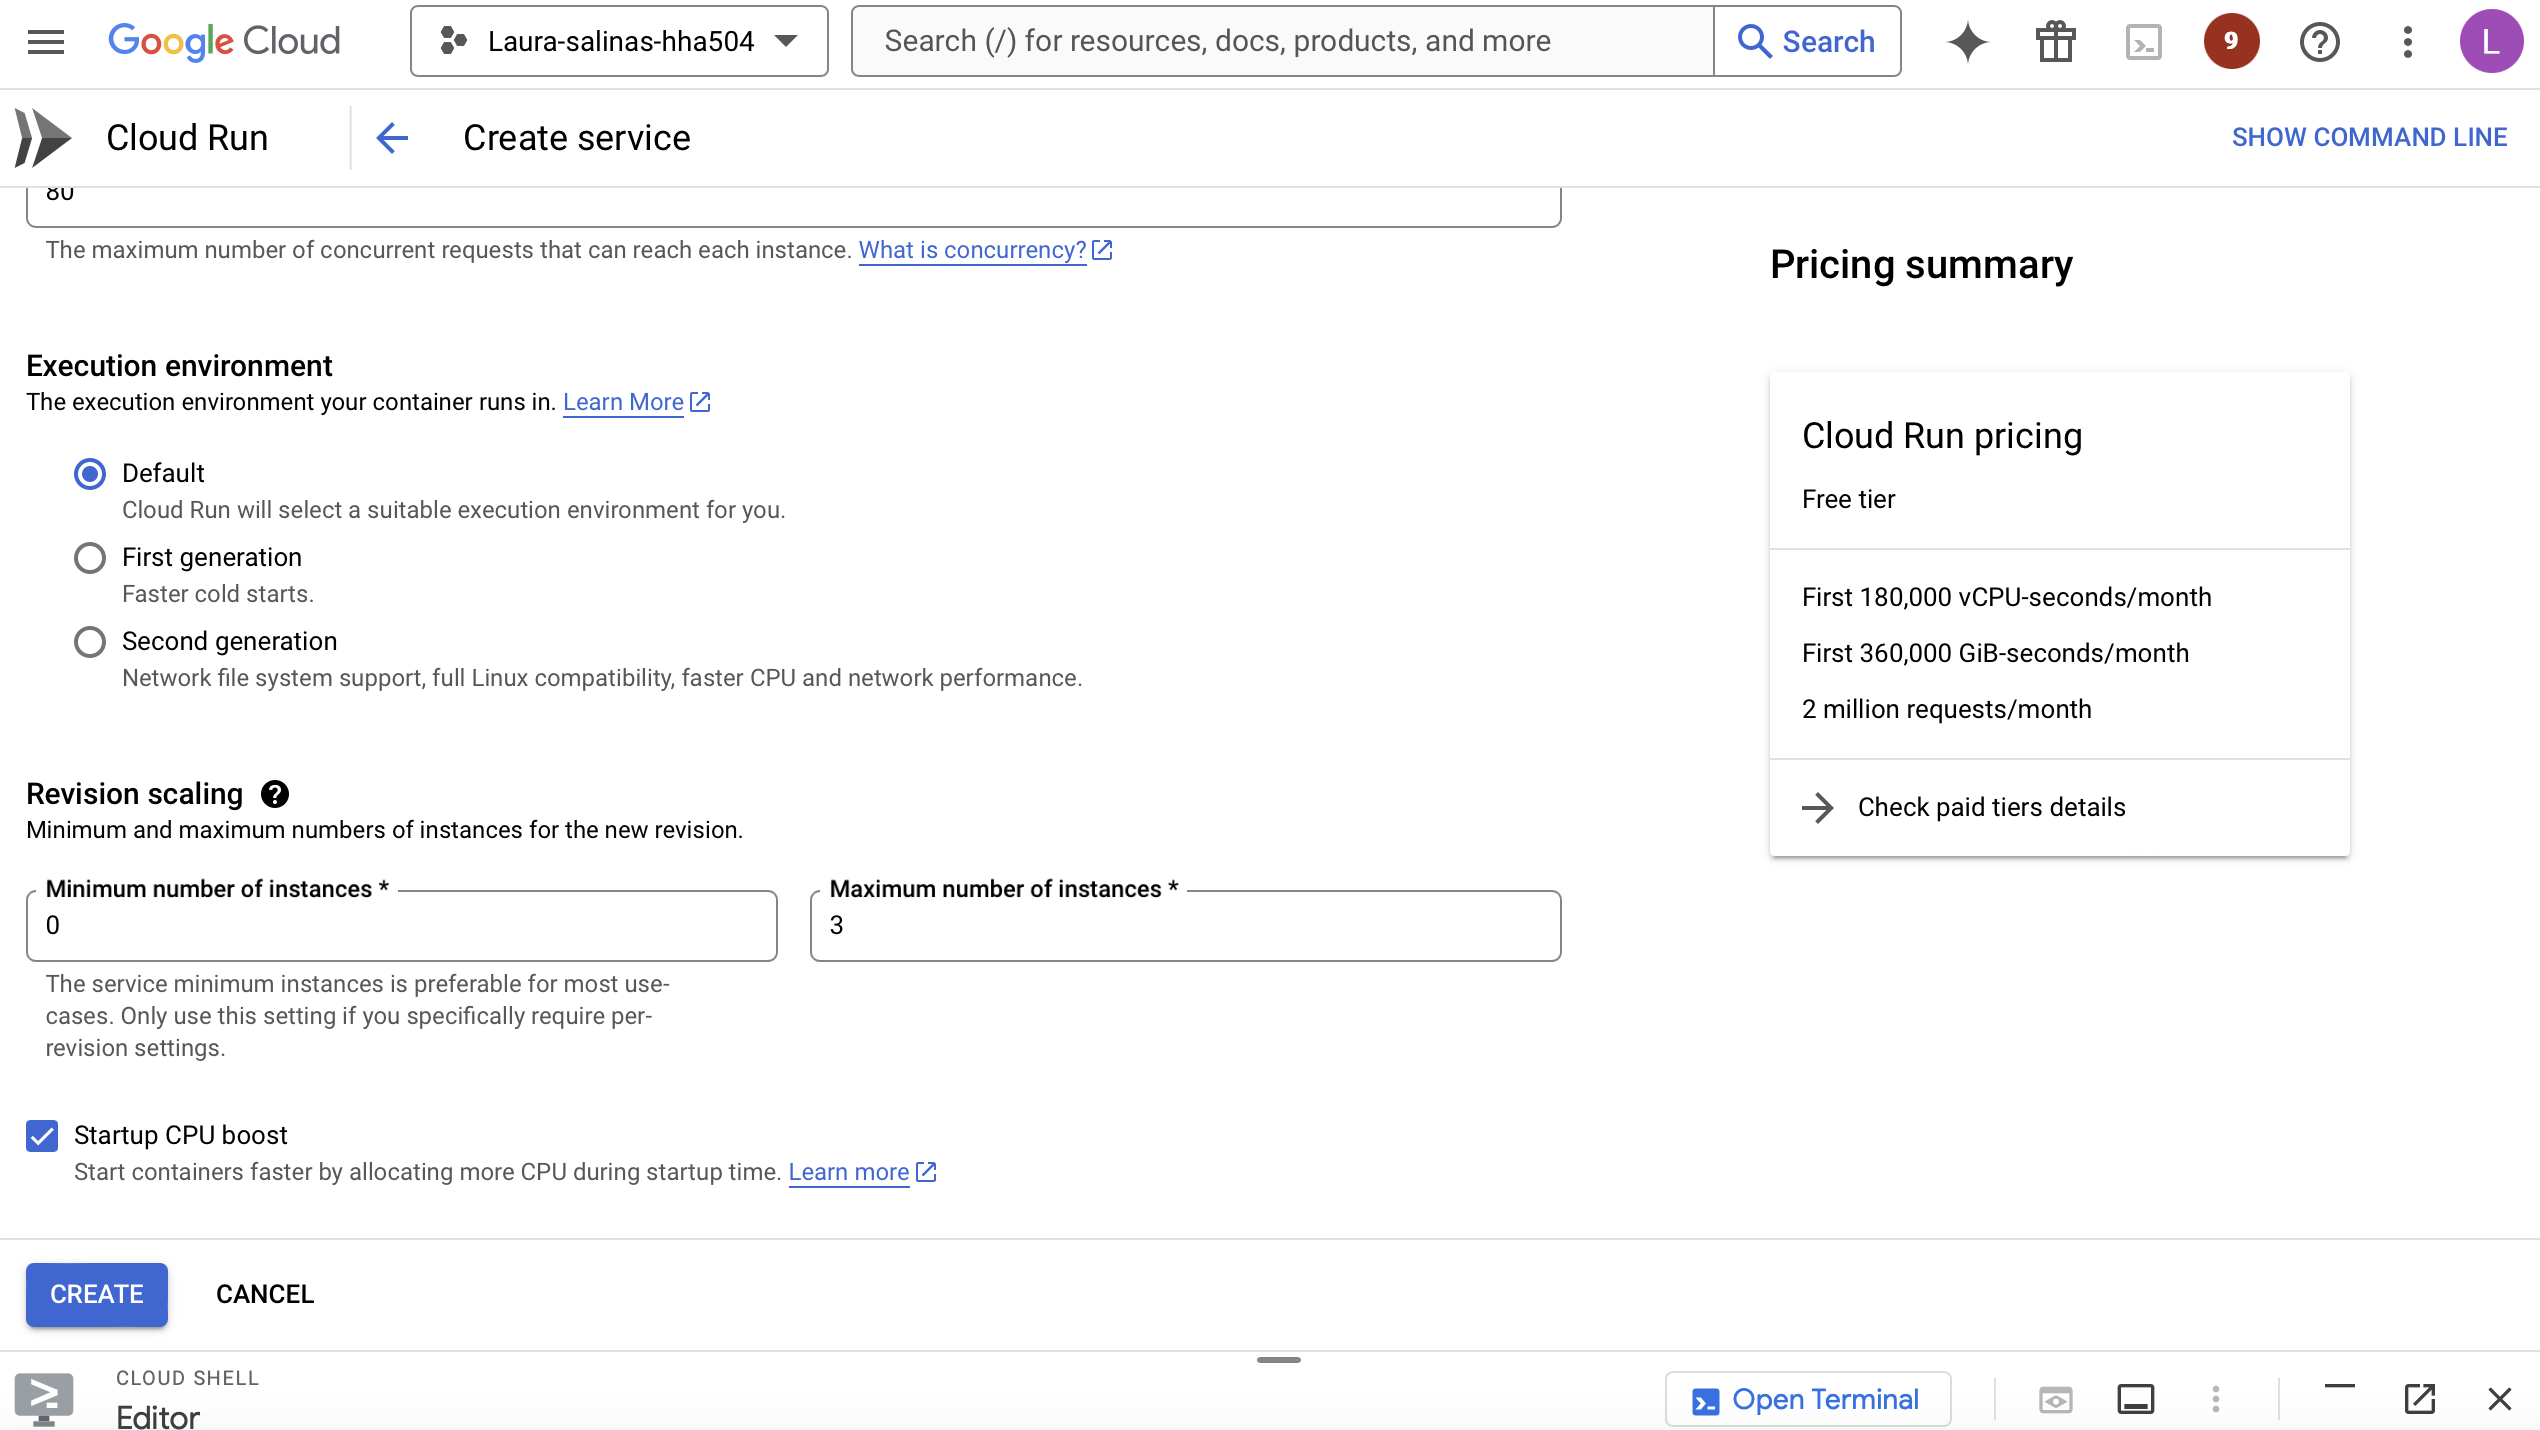 Google Cloud
Laura-salinas-hha504
Search (/) for resources, docs, products, and more
Search
9
L
Cloud Run
Create service
SHOW COMMAND LINE
80
The maximum number of concurrent requests that can reach each instance. What is concurrency?
Execution environment
The execution environment your container runs in. Learn More
Default
Cloud Run will select a suitable execution environment for you.
First generation
Faster cold starts.
Second generation
Network file system support, full Linux compatibility, faster CPU and network performance.
Revision scaling
Minimum and maximum numbers of instances for the new revision.
Minimum number of instances *
0
The service minimum instances is preferable for most use-
cases. Only use this setting if you specifically require per-
revision settings.
Maximum number of instances *
3
Startup CPU boost
Start containers faster by allocating more CPU during startup time. Learn more
Pricing summary
Cloud Run pricing
Free tier
First 180,000 vCPU-seconds/month
First 360,000 GiB-seconds/month
2 million requests/month
Check paid tiers details
CREATE
CANCEL
CLOUD SHELL
Editor
Open Terminal